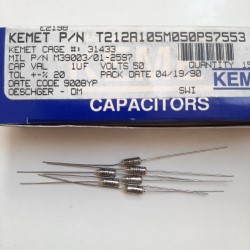 E2198
KEMET P/N T212A105M050PS7553
KEMET CAGE #: 31433
MIL P/N M39003/01-2597
CAP VAL 1UF VOLTS 50 QUANTITY
TOL +-% 20 PACK DATE 04/19/90
DATE CODE 9008YP
DESCHGER - DM SWI
KEM
CAPACITORS